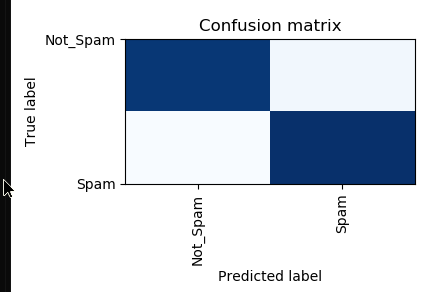 Confusion matrix
Not_Spam
True label
Spam
Not_Spam
Spam
Predicted label